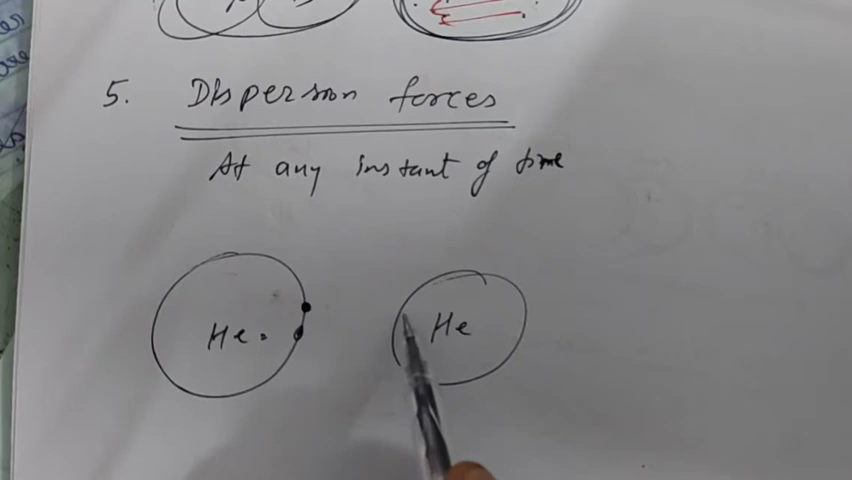 5. Dispersion forces
At any instant of time
He. He